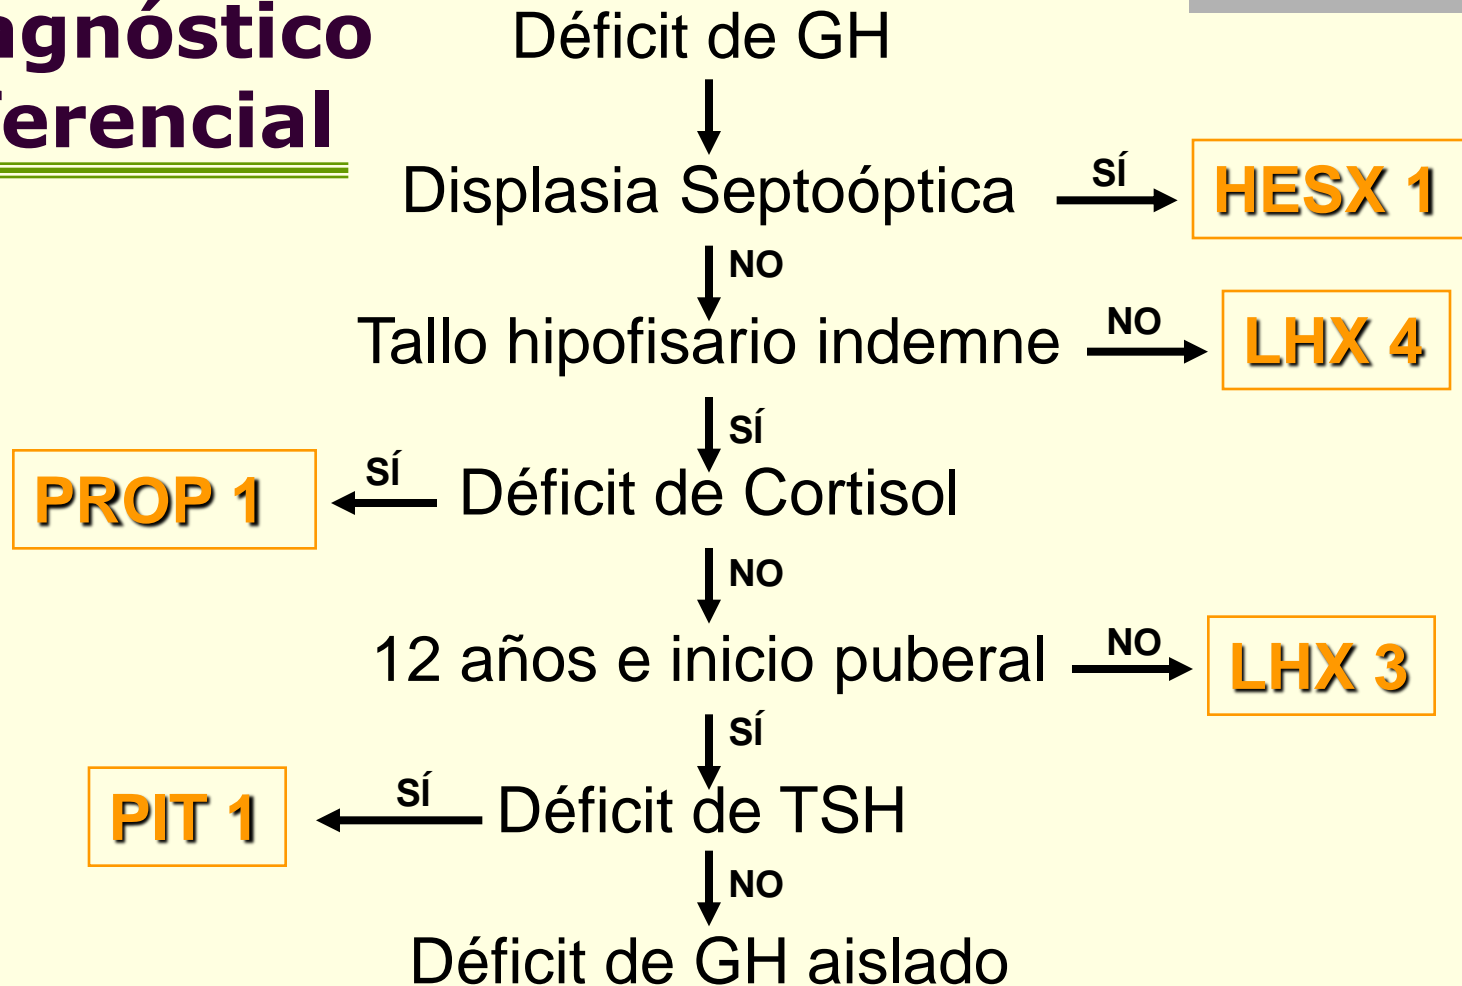 agnóstico
erencial
Déficit de GH
Displasia Septoóptica
SÍ
HESX 1
NO
Tallo hipofisario indemne
NO
LHX 4
SÍ
PROP 1
SÍ
Déficit de Cortisol
NO
12 años e inicio puberal
NO
LHX 3
SÍ
PIT 1
SÍ
Déficit de TSH
NO
Déficit de GH aislado